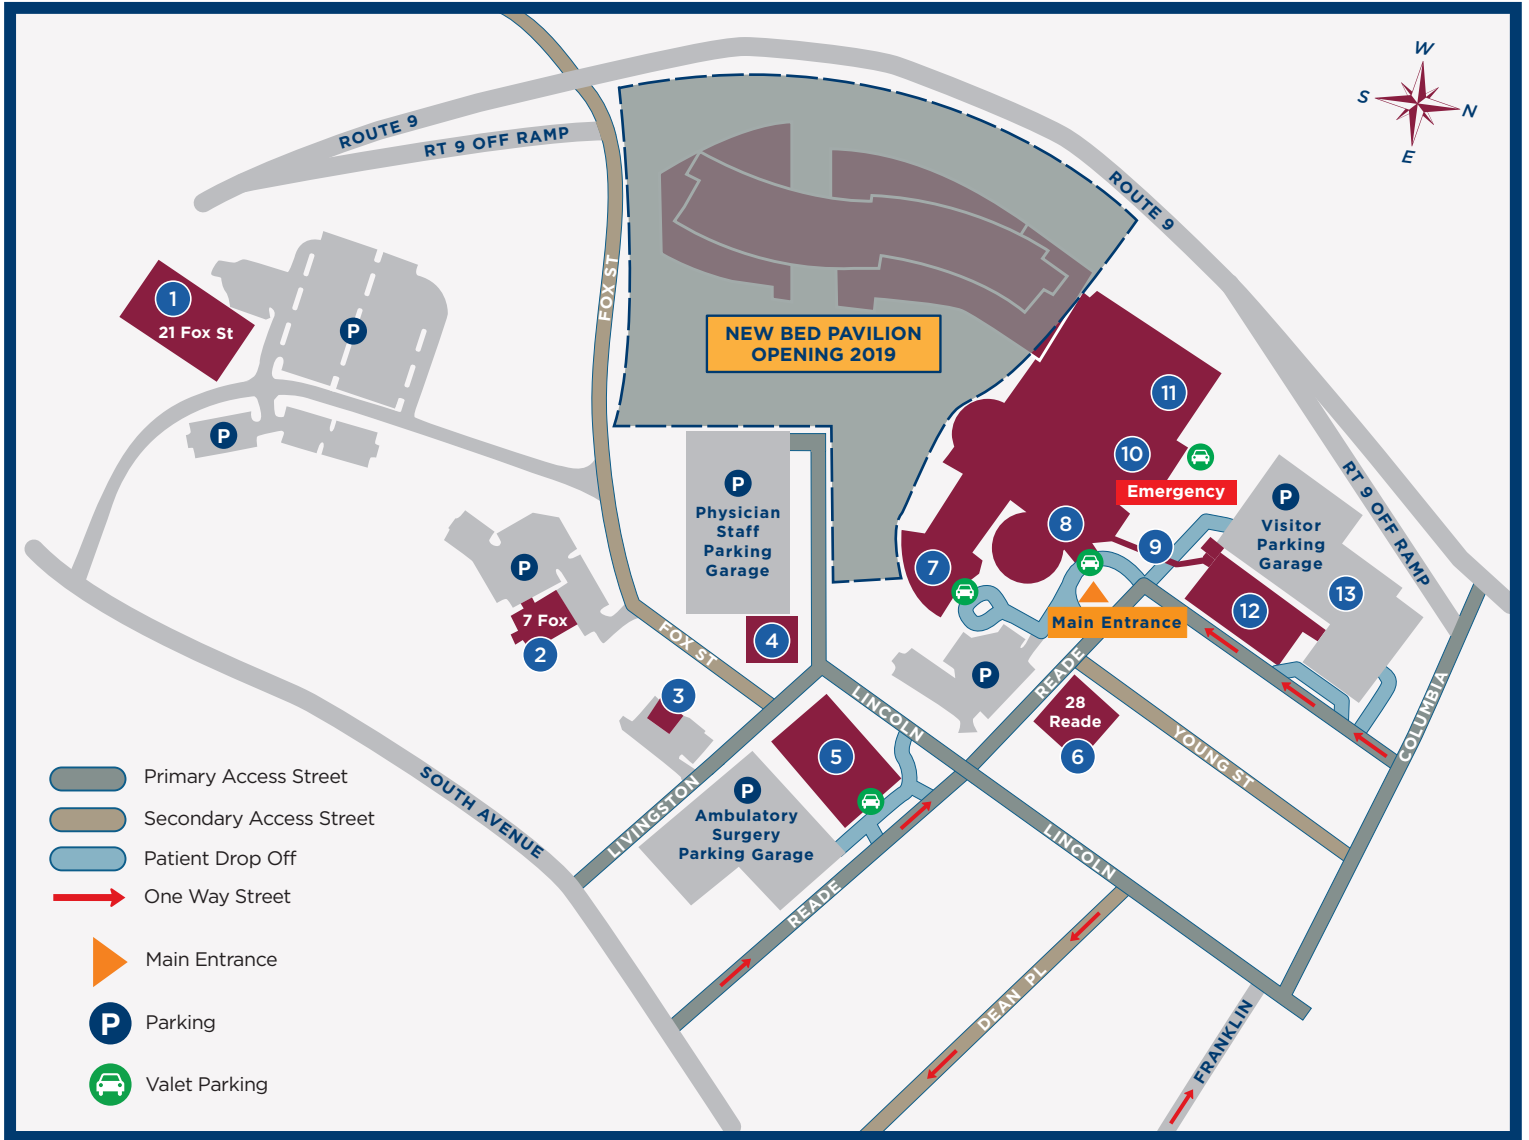 W
S
N
E
ROUTE 9
RT 9 OFF RAMP
ROUTE 9
1
21 Fox St
P
FOX ST
NEW BED PAVILION
OPENING 2019
P
11
10
Emergency
P
Physician
Staff
Parking
Garage
P
Visitor
Parking
Garage
RT 9 OFF RAMP
8
9
7
P
7 Fox
2
13
12
Main Entrance
4
FOX ST
3
P
READE
28
Reade
6
LINCOLN
YOUNG ST
COLUMBIA
5
P
Ambulatory
Surgery
Parking Garage
LIVINGSTON
SOUTH AVENUE
READE
LINCOLN
DEAN PL
FRANKLIN
Primary Access Street
Secondary Access Street
Patient Drop Off
One Way Street
Main Entrance
P
Parking
Valet Parking